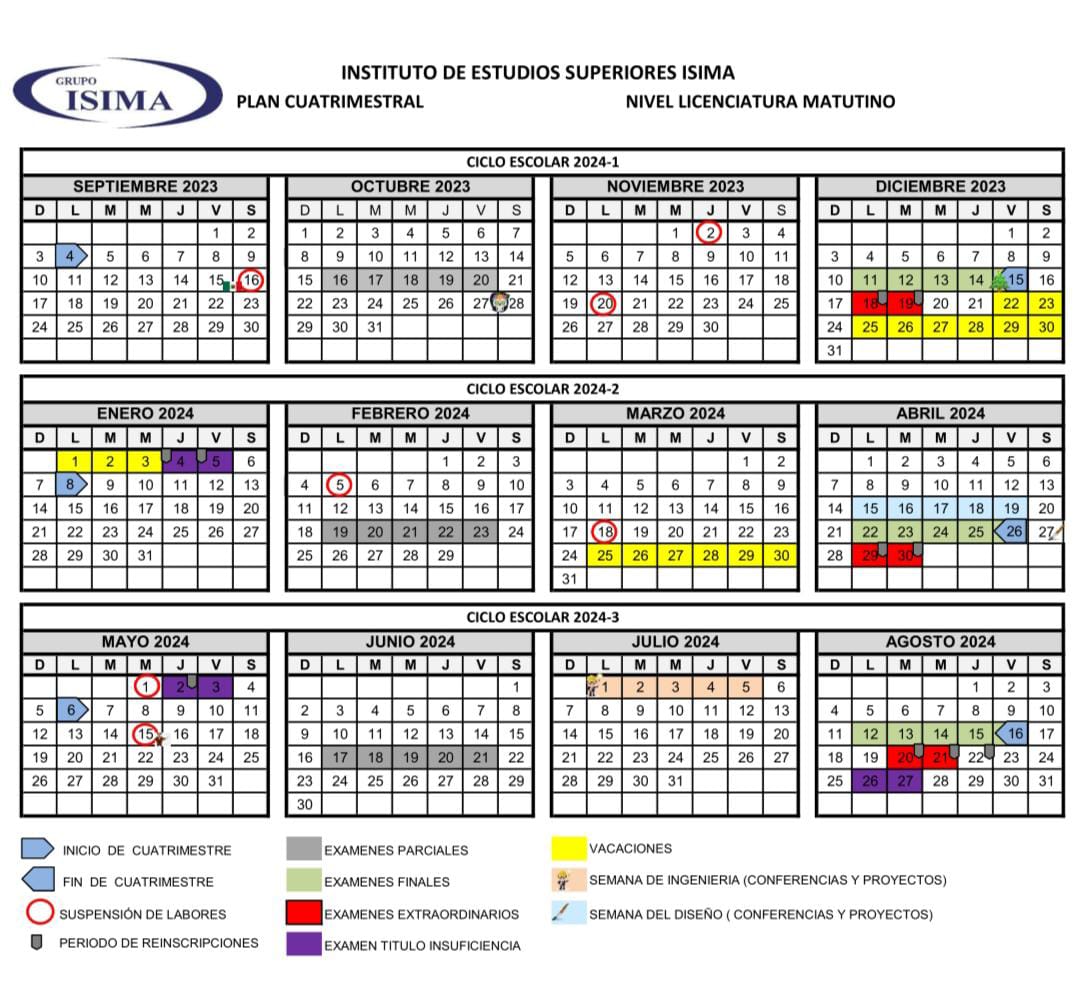 GRUPO
ISIMA
INSTITUTO DE ESTUDIOS SUPERIORES ISIMA
PLAN CUATRIMESTRAL NIVEL LICENCIATURA MATUTINO
CICLO ESCOLAR 2024-1
SEPTIEMBRE 2023 OCTUBRE 2023 NOVIEMBRE 2023 DICIEMBRE 2023
D L M M J V S D L M M J V S D L M M J V S D L M M J V S
1 2 1 2 3 4 5 6 7 1 2 3 4 1 2
3 4 5 6 7 8 9 8 9 10 11 12 13 14 5 6 7 8 9 10 11 3 4 5 6 7 8 9
10 11 12 13 14 15 16 15 16 17 18 19 20 21 12 13 14 15 16 17 18 10 11 12 13 14 15 16
17 18 19 20 21 22 23 22 23 24 25 26 27 28 19 20 21 22 23 24 25 17 18 19 20 21 22 23
24 25 26 27 28 29 30 29 30 31 26 27 28 29 30 24 25 26 27 28 29 30
31
CICLO ESCOLAR 2024-2
ENERO 2024 FEBRERO 2024 MARZO 2024 ABRIL 2024
D L M M J V S D L M M J V S D L M M J V S D L M M J V S
1 2 3 4 5 6 1 2 3 1 2 1 2 3 4 5 6
7 8 9 10 11 12 13 4 5 6 7 8 9 10 3 4 5 6 7 8 9 7 8 9 10 11 12 13
14 15 16 17 18 19 20 11 12 13 14 15 16 17 10 11 12 13 14 15 16 14 15 16 17 18 19 20
21 22 23 24 25 26 27 18 19 20 21 22 23 24 17 18 19 20 21 22 23 21 22 23 24 25 26 27
28 29 30 31 25 26 27 28 29 24 25 26 27 28 29 30 28 29 30
31
CICLO ESCOLAR 2024-3
MAYO 2024 JUNIO 2024 JULIO 2024 AGOSTO 2024
D L M M J V S D L M M J V S D L M M J V S D L M M J V S
1 2 3 4 1 1 2 3 4 5 6 1 2 3
5 6 7 8 9 10 11 2 3 4 5 6 7 8 7 8 9 10 11 12 13 4 5 6 7 8 9 10
12 13 14 15 16 17 18 9 10 11 12 13 14 15 14 15 16 17 18 19 20 11 12 13 14 15 16 17
19 20 21 22 23 24 25 16 17 18 19 20 21 22 21 22 23 24 25 26 27 18 19 20 21 22 23 24
26 27 28 29 30 31 23 24 25 26 27 28 29 28 29 30 31 25 26 27 28 29 30 31
30
INICIO DE CUATRIMESTRE EXAMENES PARCIALES VACACIONES
FIN DE CUATRIMESTRE EXAMENES FINALES SEMANA DE INGENIERIA (CONFERENCIAS Y PROYECTOS)
SUSPENSIÓN DE LABORES EXAMENES EXTRAORDINARIOS SEMANA DEL DISEÑO ( CONFERENCIAS Y PROYECTOS)
PERIODO DE REINSCRIPCIONES EXAMEN TITULO INSUFICIENCIA